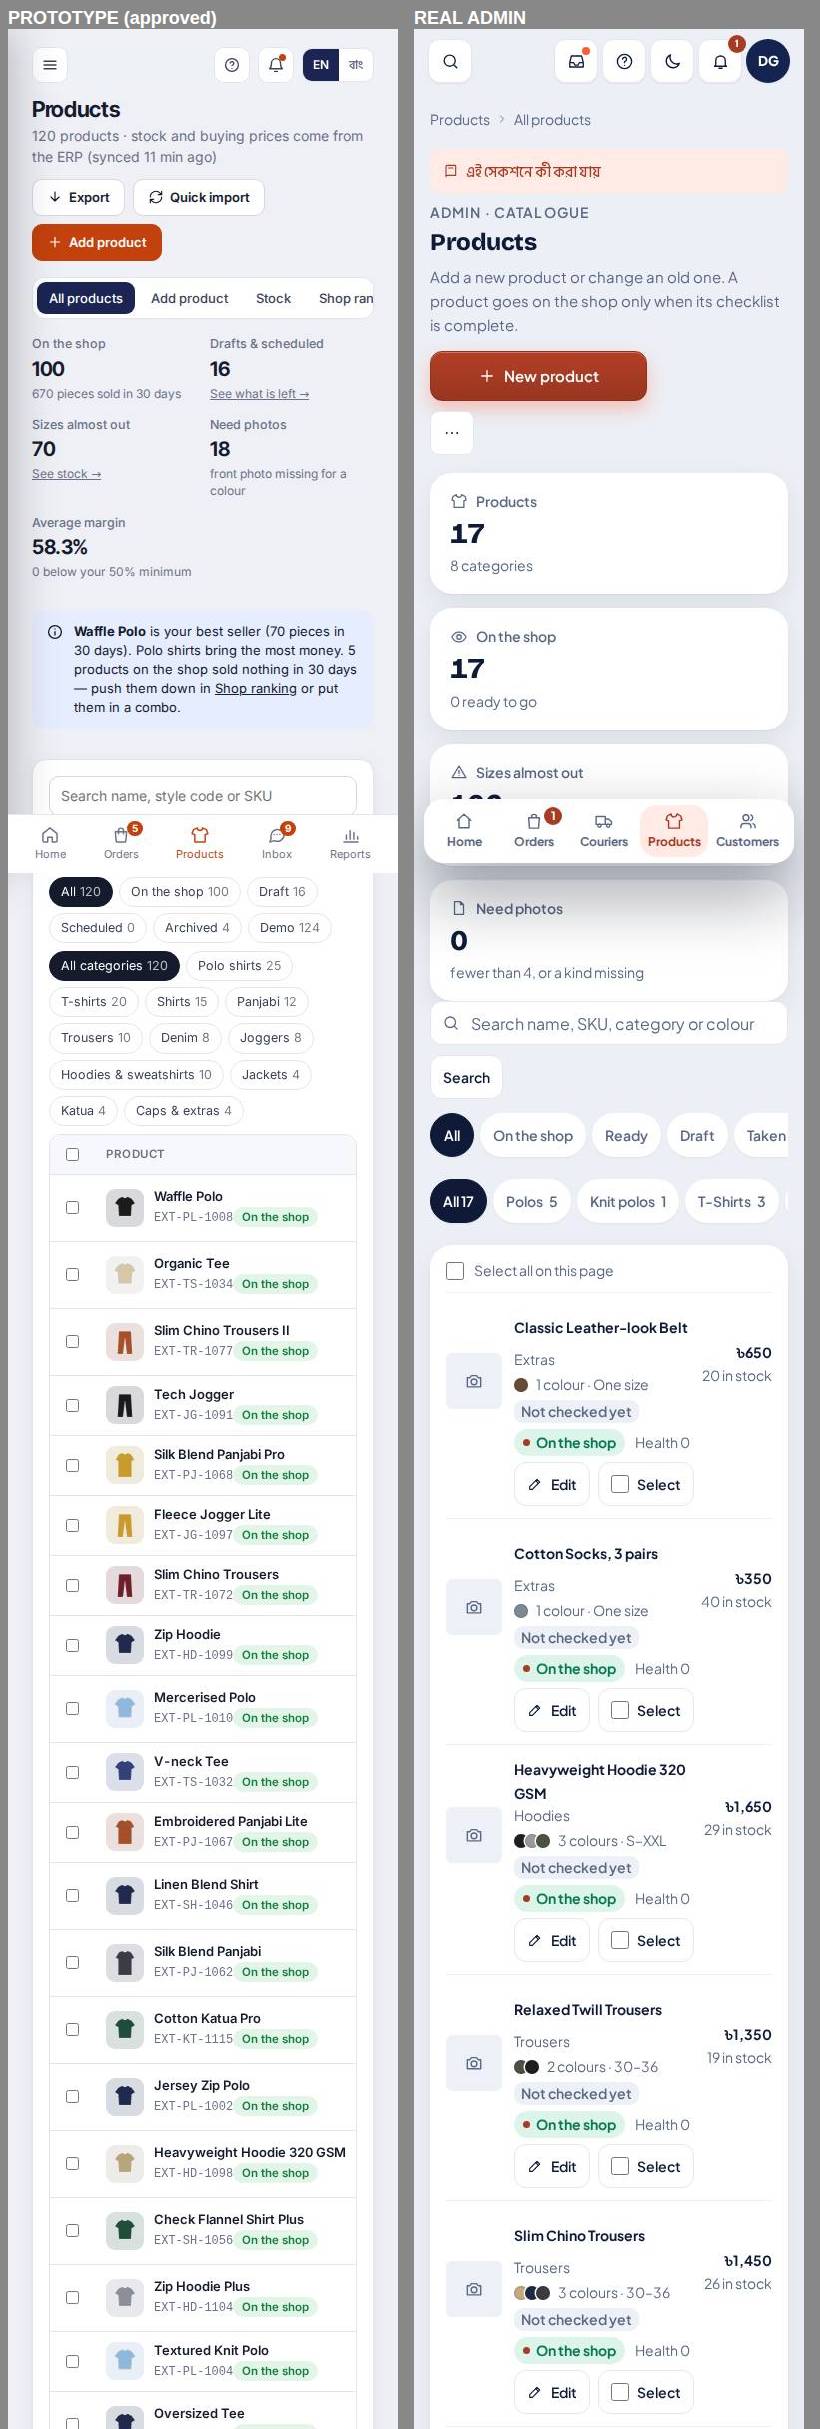 PROTOTYPE (approved)
EN
বাং
Products
120 products · stock and buying prices come from
the ERP (synced 11 min ago)
Export
Quick import
Add product
All products
Add product
Stock
Shop ran
On the shop
100
670 pieces sold in 30 days
Drafts & scheduled
16
See what is left →
Sizes almost out
70
See stock →
Need photos
18
front photo missing for a
colour
Average margin
58.3%
0 below your 50% minimum
Waffle Polo is your best seller (70 pieces in
30 days). Polo shirts bring the most money. 5
products on the shop sold nothing in 30 days
— push them down in Shop ranking or put
them in a combo.
Search name, style code or SKU
Home
Orders 5
Products
Inbox 9
Reports
All 120
On the shop 100
Draft 16
Scheduled 0
Archived 4
Demo 124
All categories 120
Polo shirts 25
T-shirts 20
Shirts 15
Panjabi 12
Trousers 10
Denim 8
Joggers 8
Hoodies & sweatshirts 10
Jackets 4
Katua 4
Caps & extras 4
PRODUCT
Waffle Polo
EXT-PL-1008 On the shop
Organic Tee
EXT-TS-1034 On the shop
Slim Chino Trousers II
EXT-TR-1077 On the shop
Tech Jogger
EXT-JG-1091 On the shop
Silk Blend Panjabi Pro
EXT-PJ-1068 On the shop
Fleece Jogger Lite
EXT-JG-1097 On the shop
Slim Chino Trousers
EXT-TR-1072 On the shop
Zip Hoodie
EXT-HD-1099 On the shop
Mercerised Polo
EXT-PL-1010 On the shop
V-neck Tee
EXT-TS-1032 On the shop
Embroidered Panjabi Lite
EXT-PJ-1067 On the shop
Linen Blend Shirt
EXT-SH-1046 On the shop
Silk Blend Panjabi
EXT-PJ-1062 On the shop
Cotton Katua Pro
EXT-KT-1115 On the shop
Jersey Zip Polo
EXT-PL-1002 On the shop
Heavyweight Hoodie 320 GSM
EXT-HD-1098 On the shop
Check Flannel Shirt Plus
EXT-SH-1056 On the shop
Zip Hoodie Plus
EXT-HD-1104 On the shop
Textured Knit Polo
EXT-PL-1004 On the shop
Oversized Tee
REAL ADMIN
1
DG
Products
All products
এই সেকশনে কী করা যায়
ADMIN · CATALOGUE
Products
Add a new product or change an old one. A
product goes on the shop only when its checklist
is complete.
New product
...
Products
17
8 categories
On the shop
17
0 ready to go
Sizes almost out
Home
Orders 1
Couriers
Products
Customers
Need photos
0
fewer than 4, or a kind missing
Search name, SKU, category or colour
Search
All
On the shop
Ready
Draft
Taken
All 17
Polos 5
Knit polos 1
T-Shirts 3
Select all on this page
Classic Leather-look Belt
Extras
৳650
1 colour · One size
20 in stock
Not checked yet
On the shop
Health 0
Edit
Select
Cotton Socks, 3 pairs
Extras
৳350
1 colour · One size
40 in stock
Not checked yet
On the shop
Health 0
Edit
Select
Heavyweight Hoodie 320
GSM
Hoodies
৳1,650
3 colours · S–XXL
29 in stock
Not checked yet
On the shop
Health 0
Edit
Select
Relaxed Twill Trousers
Trousers
৳1,350
2 colours · 30–36
19 in stock
Not checked yet
On the shop
Health 0
Edit
Select
Slim Chino Trousers
Trousers
৳1,450
3 colours · 30–36
26 in stock
Not checked yet
On the shop
Health 0
Edit
Select